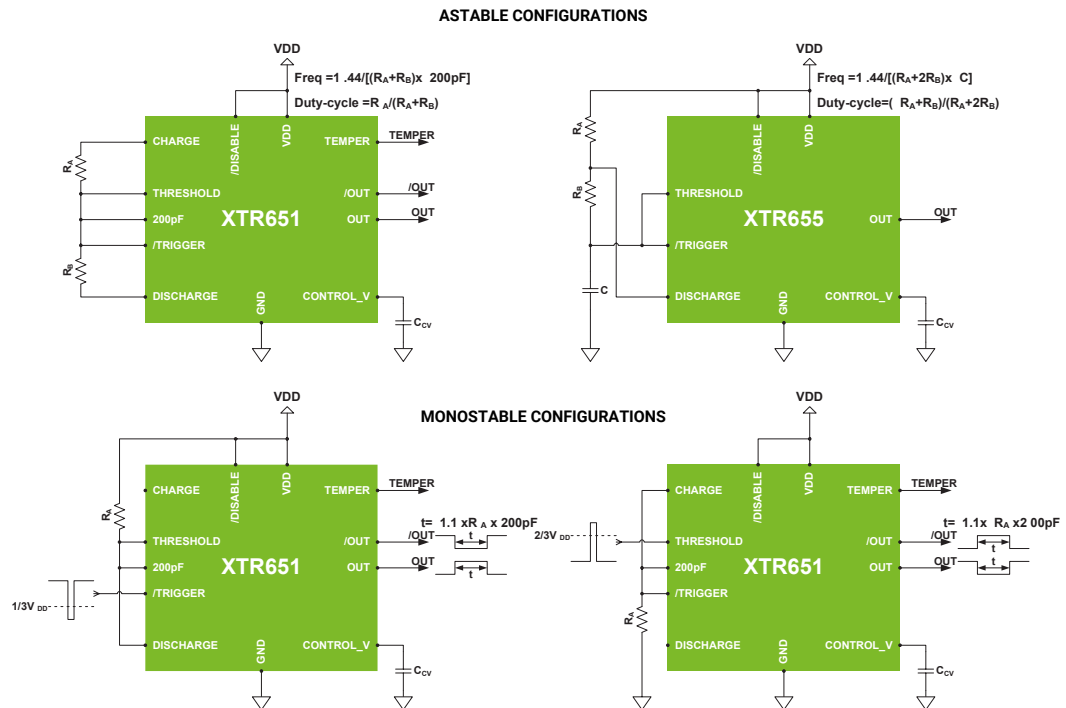 ASTABLE CONFIGURATIONS
VDD
Freq =1 .44/[(RA+RB)x 200pF]
Duty-cycle =R A/(RA+RB)
CHARGE
/DISABLE
VDD
TEMPER
TEMPER
RA
THRESHOLD
/OUT
/OUT
200pF
XTR651
OUT
OUT
/TRIGGER
RB
DISCHARGE
GND
CONTROL_V
CCV
VDD
Freq =1.44/[(RA+2RB)x C]
Duty-cycle=( RA+RB)/(RA+2RB)
RA
/DISABLE
VDD
RB
THRESHOLD
XTR655
OUT
OUT
/TRIGGER
C
DISCHARGE
GND
CONTROL_V
CCV
MONOSTABLE CONFIGURATIONS
VDD
CHARGE
/DISABLE
VDD
TEMPER
TEMPER
RA
t= 1.1 xR A x 200pF
THRESHOLD
/OUT
/OUT
t
200pF
XTR651
OUT
OUT
t
/TRIGGER
1/3V DD
DISCHARGE
GND
CONTROL_V
CCV
VDD
CHARGE
/DISABLE
VDD
TEMPER
TEMPER
t= 1.1x RA x2 00pF
2/3V DD
THRESHOLD
/OUT
/OUT
t
200pF
XTR651
OUT
OUT
t
/TRIGGER
RA
DISCHARGE
GND
CONTROL_V
CCV